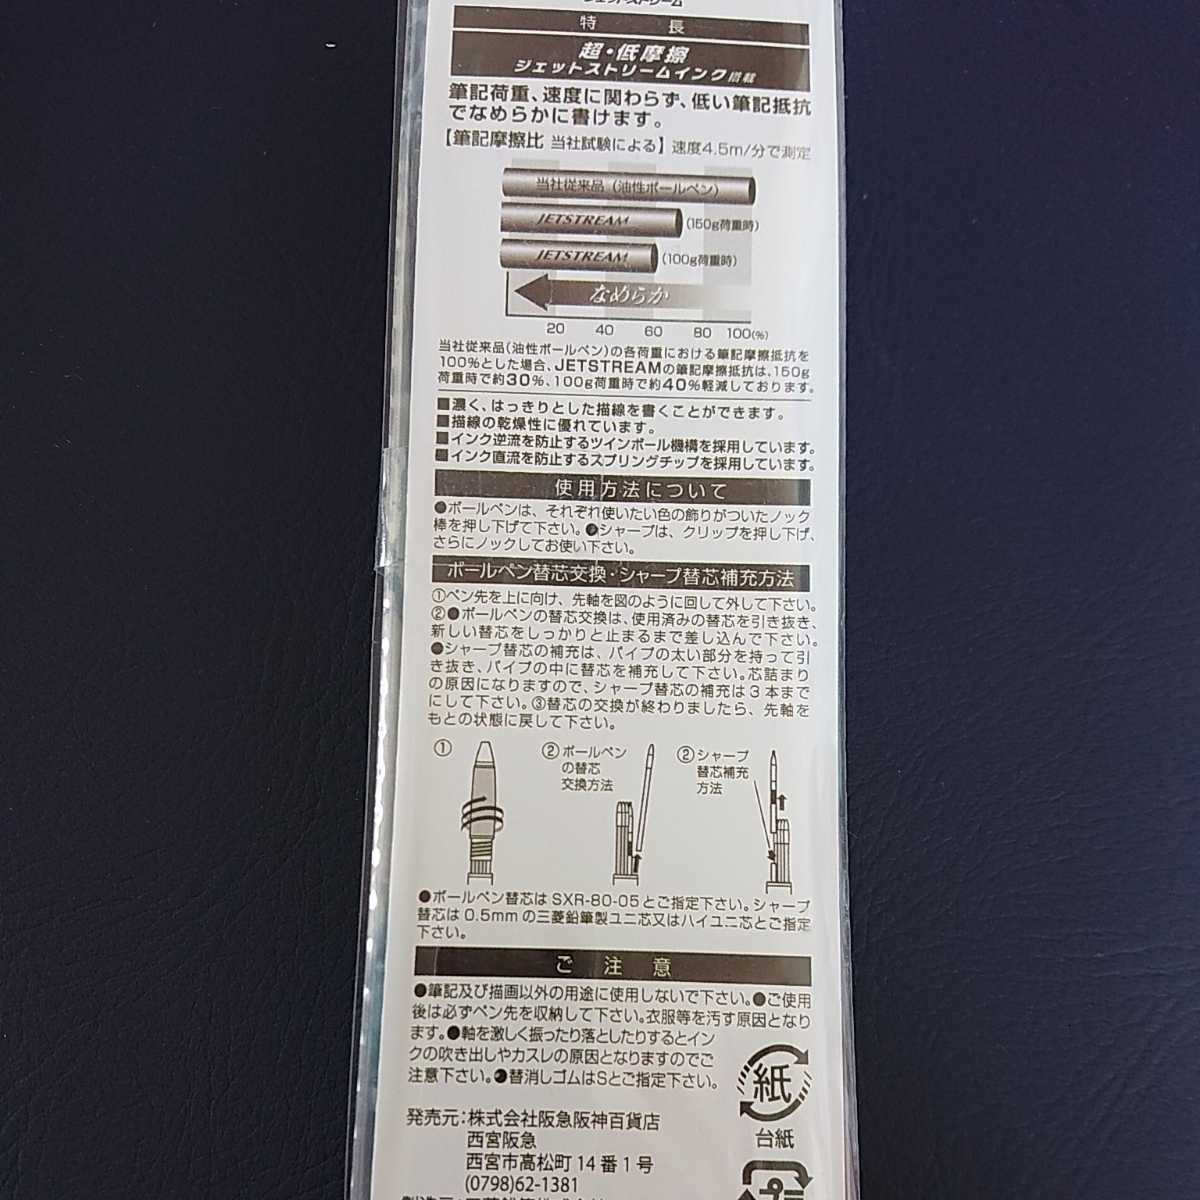 ジェットストリーム
特 長
超・低摩擦
ジェットストリームインク搭載
筆記荷重、速度に関わらず、低い筆記抵抗
でなめらかに書けます。
【筆記摩擦比 当社試験による】速度4.5m/分で測定
当社従来品（油性ボールペン）
JETSTREAM (150g荷重時)
JETSTREAM (100g荷重時)
なめらか
20 40 60 80 100(%)
当社従来品(油性ボールペン)の各荷重における筆記摩擦抵抗を
100%とした場合、JETSTREAMの筆記摩擦抵抗は、150g
荷重時で約30%、100g荷重時で約40%軽減しております。
■濃く、はっきりとした描線を書くことができます。
■描線の乾燥性に優れています。
■インク逆流を防止するツインボール機構を採用しています。
■インク直流を防止するスプリングチップを採用しています。
使用方法について
●ボールペンは、それぞれ使いたい色の飾りがついたノック
棒を押し下げて下さい。●シャープは、クリップを押し下げ、
さらにノックしてお使い下さい。
ボールペン替芯交換・シャープ替芯補充方法
①ペン先を上に向け、先軸を図のように回して外して下さい。
②●ボールペンの替芯交換は、使用済みの替芯を引き抜き、
新しい替芯をしっかりと止まるまで差し込んで下さい。
●シャープ替芯の補充は、パイプの太い部分を持って引
き抜き、パイプの中に替芯を補充して下さい。芯詰まり
の原因になりますので、シャープ替芯の補充は3本まで
にして下さい。③替芯の交換が終わりましたら、先軸を
もとの状態に戻して下さい。
①
②ボールペン
の替芯
交換方法
②シャープ
替芯補充
方法
●ボールペン替芯はSXR-80-05とご指定下さい。シャープ
替芯は0.5mmの三菱鉛筆製ユニ芯又はハイユニ芯とご指定
下さい。
ご 注 意
●筆記及び描画以外の用途に使用しないで下さい。●ご使用
後は必ずペン先を収納して下さい。衣服等を汚す原因となり
ます。●軸を激しく振ったり落としたりするとイン
クの吹き出しやカスレの原因となりますのでご
注意下さい。●替消しゴムはSとご指定下さい。
紙
台紙
発売元：株式会社阪急阪神百貨店
西宮阪急
西宮市高松町14番1号
(0798)62-1381
プ